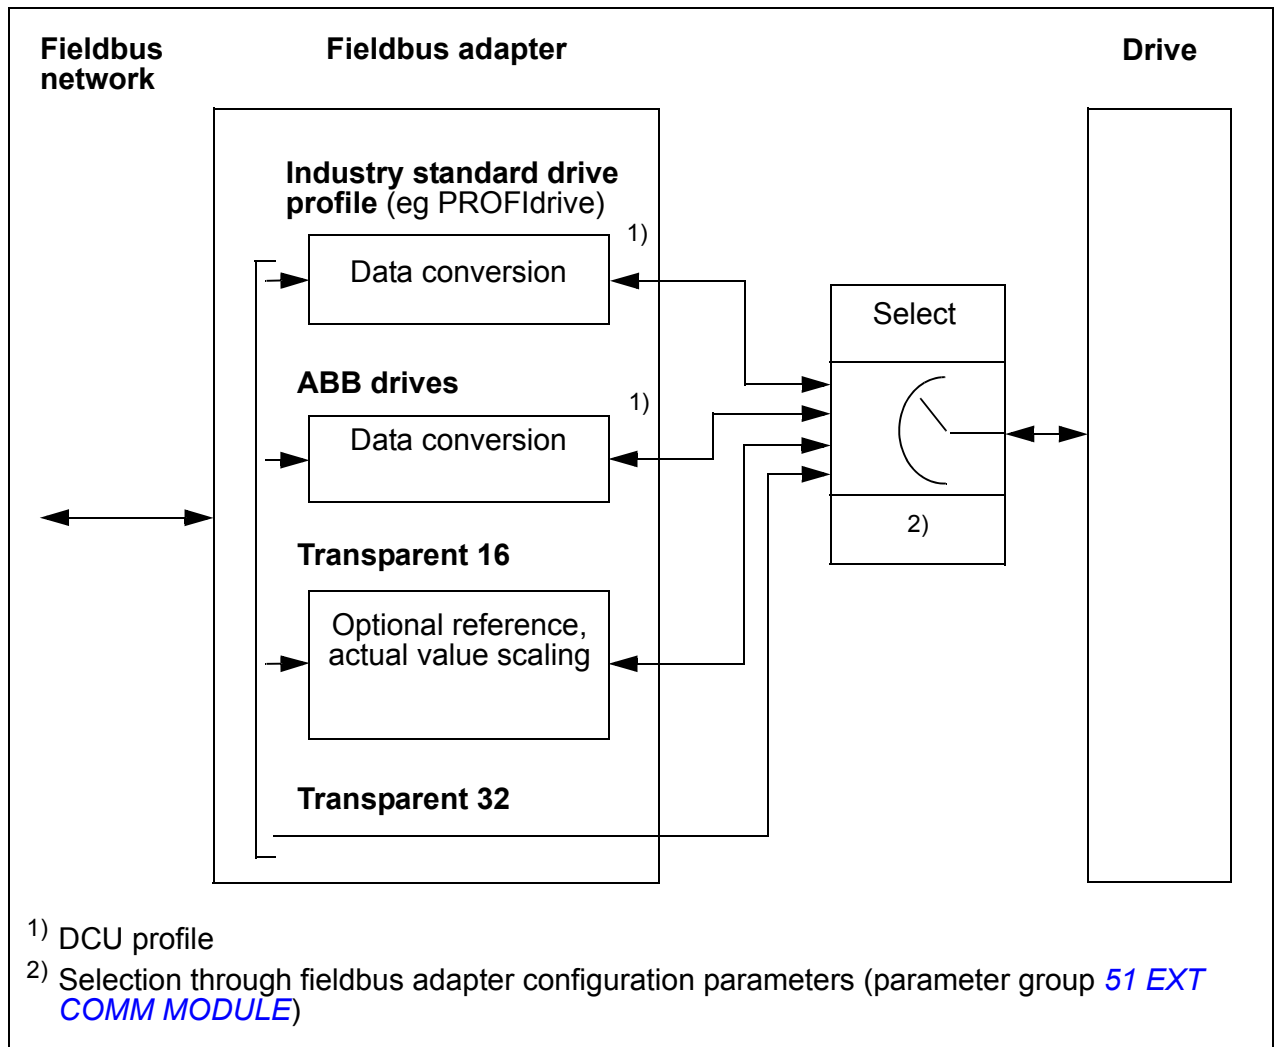 Fieldbus
network
Fieldbus adapter
Drive
Industry standard drive
profile (eg PROFIdrive)
1)
Data conversion
Select
ABB drives
1)
Data conversion
2)
Transparent 16
Optional reference,
actual value scaling
Transparent 32
1) DCU profile
2) Selection through fieldbus adapter configuration parameters (parameter group 51 EXT
COMM MODULE)